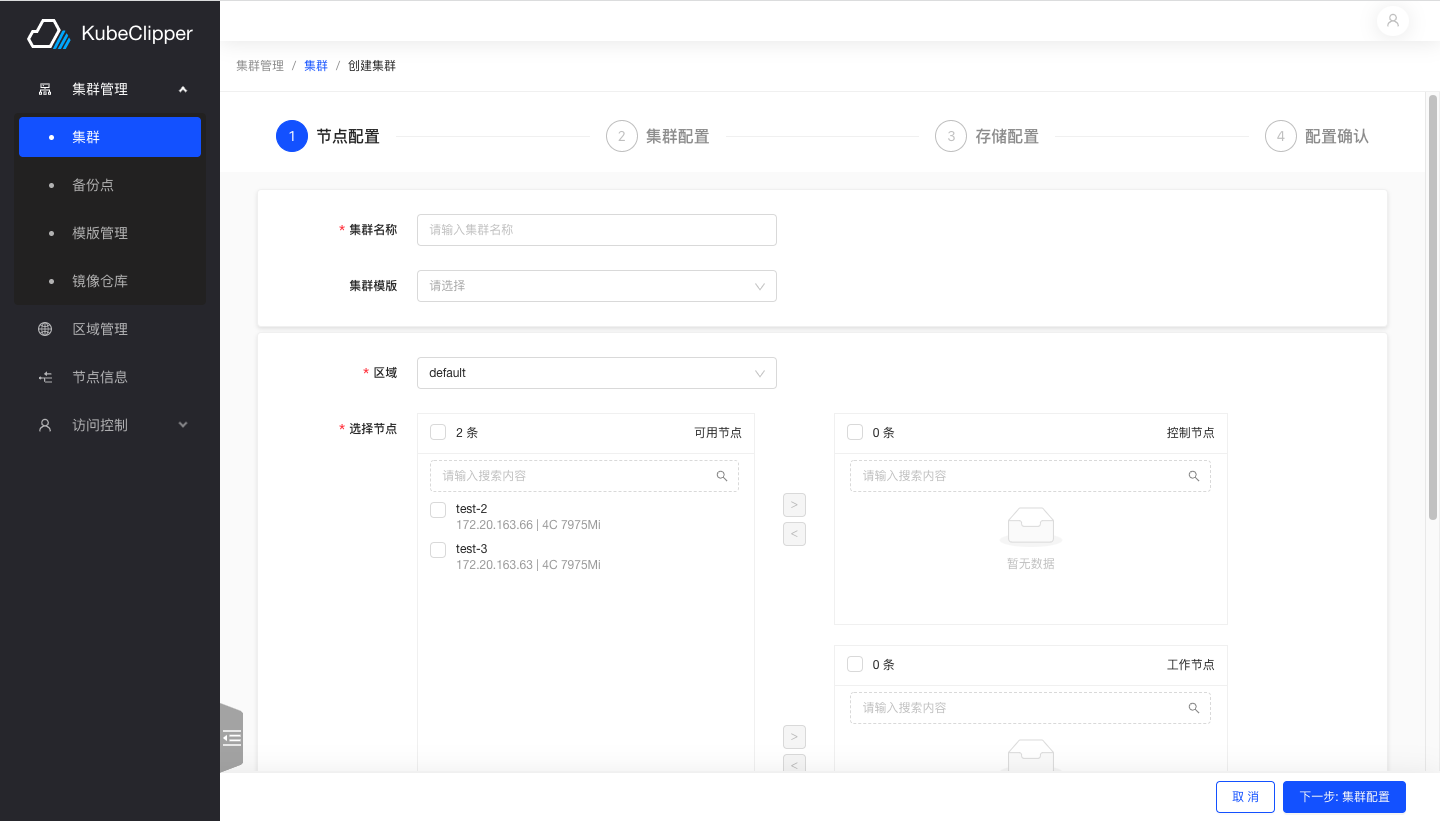 KubeClipper
集群管理
集群
备份点
模版管理
镜像仓库
区域管理
节点信息
访问控制
集群管理 / 集群 / 创建集群
1 节点配置
2 集群配置
3 存储配置
4 配置确认
* 集群名称 请输入集群名称
集群模版 请选择
* 区域 default
* 选择节点
2 条 可用节点
请输入搜索内容
test-2
172.20.163.66 | 4C 7975Mi
test-3
172.20.163.63 | 4C 7975Mi
>
<
0 条 控制节点
请输入搜索内容
暂无数据
>
<
0 条 工作节点
请输入搜索内容
取 消
下一步: 集群配置